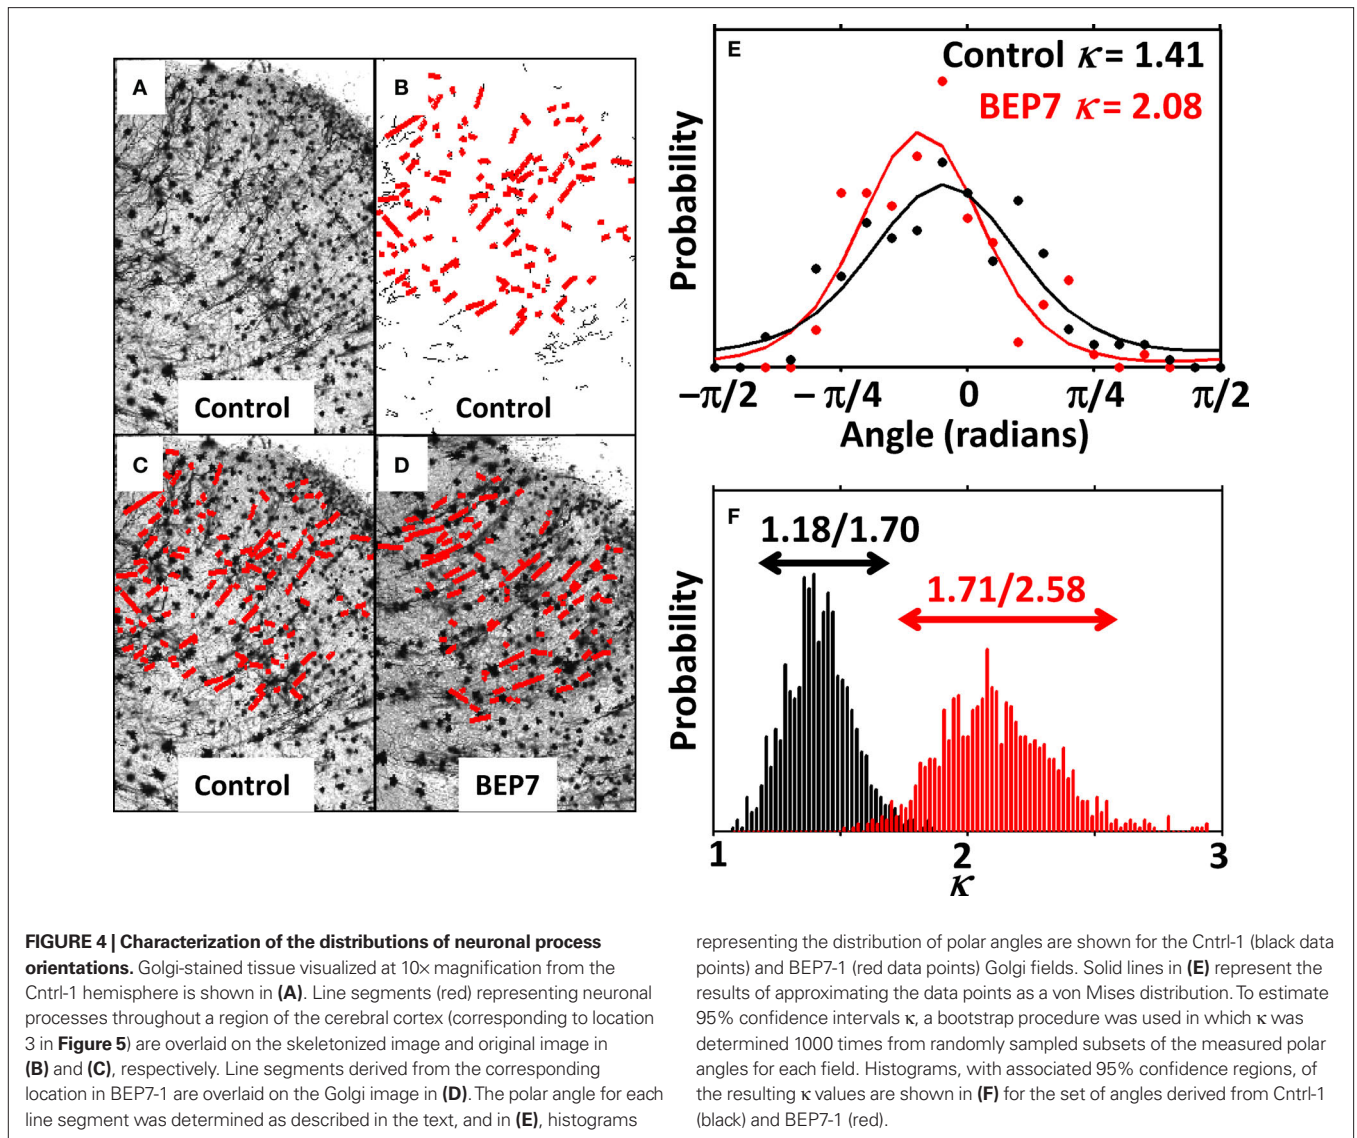 A
B
Control
Control
C
D
Control
BEP7
E
Control κ = 1.41
BEP7 κ = 2.08
Probability
−π/2
− π/4
0
π/4
π/2
Angle (radians)
F
1.18/1.70
1.71/2.58
Probability
1
2
3
κ
FIGURE 4 | Characterization of the distributions of neuronal process
orientations. Golgi-stained tissue visualized at 10× magnification from the
Cntrl-1 hemisphere is shown in (A). Line segments (red) representing neuronal
processes throughout a region of the cerebral cortex (corresponding to location
3 in Figure 5) are overlaid on the skeletonized image and original image in
(B) and (C), respectively. Line segments derived from the corresponding
location in BEP7-1 are overlaid on the Golgi image in (D). The polar angle for each
line segment was determined as described in the text, and in (E), histograms
representing the distribution of polar angles are shown for the Cntrl-1 (black data
points) and BEP7-1 (red data points) Golgi fields. Solid lines in (E) represent the
results of approximating the data points as a von Mises distribution. To estimate
95% confidence intervals κ, a bootstrap procedure was used in which κ was
determined 1000 times from randomly sampled subsets of the measured polar
angles for each field. Histograms, with associated 95% confidence regions, of
the resulting κ values are shown in (F) for the set of angles derived from Cntrl-1
(black) and BEP7-1 (red).